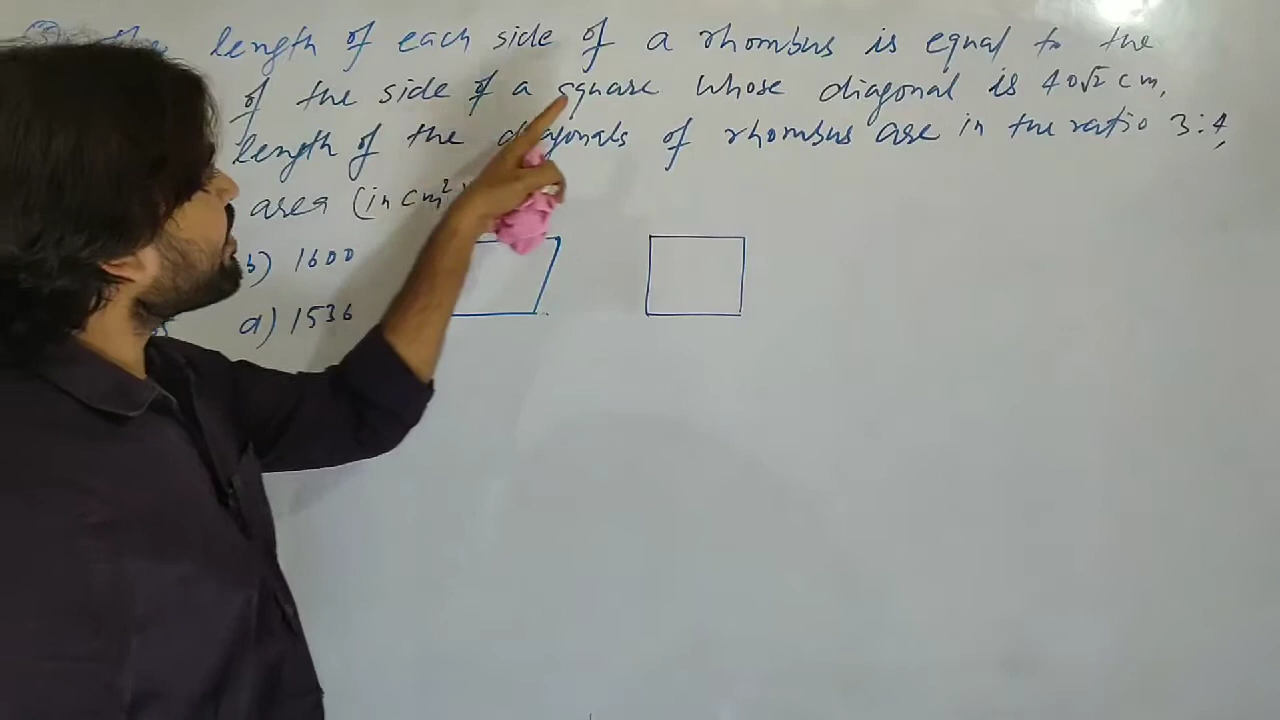 ③ The length of each side of a rhombus is equal to the
of the side of a square whose diagonal is 40√2 cm,
length of the diagonals of rhombus are in the ratio 3:4,
area (in cm²)
b) 1600
a) 1536